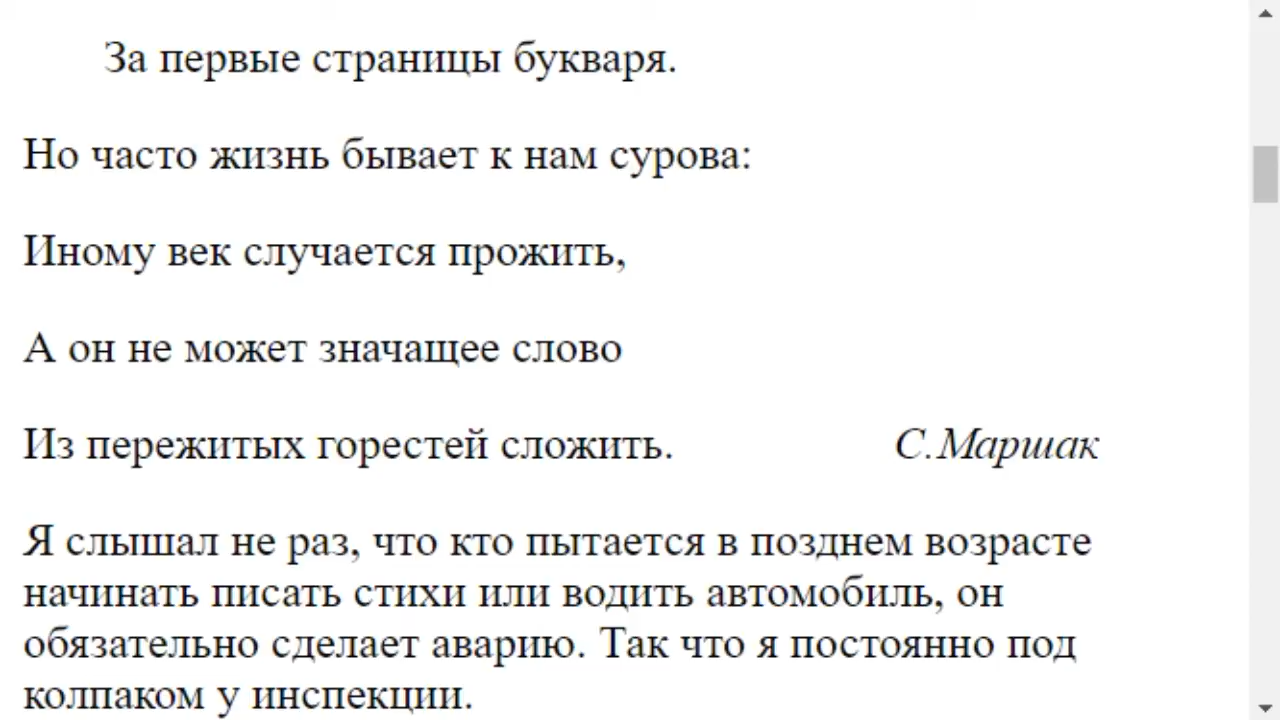 За первые страницы букваря.
Но часто жизнь бывает к нам сурова:
Иному век случается прожить,
А он не может значащее слово
Из пережитых горестей сложить. С.Маршак
Я слышал не раз, что кто пытается в позднем возрасте
начинать писать стихи или водить автомобиль, он
обязательно сделает аварию. Так что я постоянно под
колпаком у инспекции.